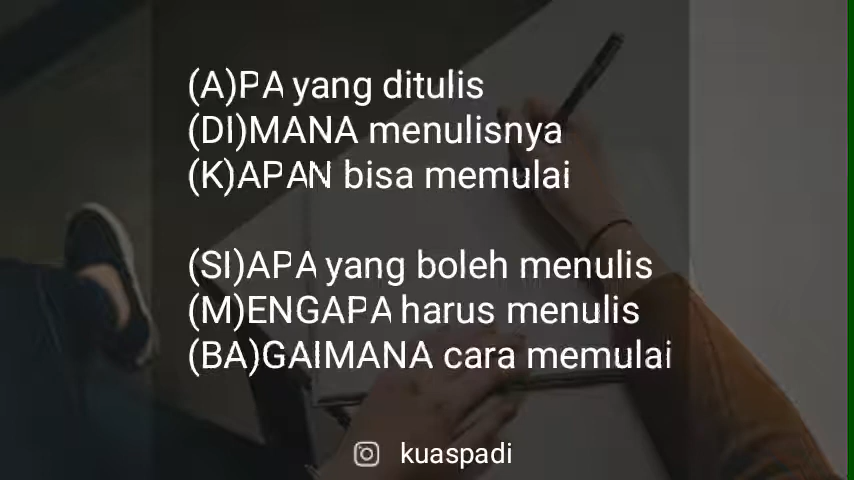 (A)PA yang ditulis
(DI)MANA menulisnya
(K)APAN bisa memulai
(SI)APA yang boleh menulis
(M)ENGAPA harus menulis
(BA)GAIMANA cara memulai
kuaspadi